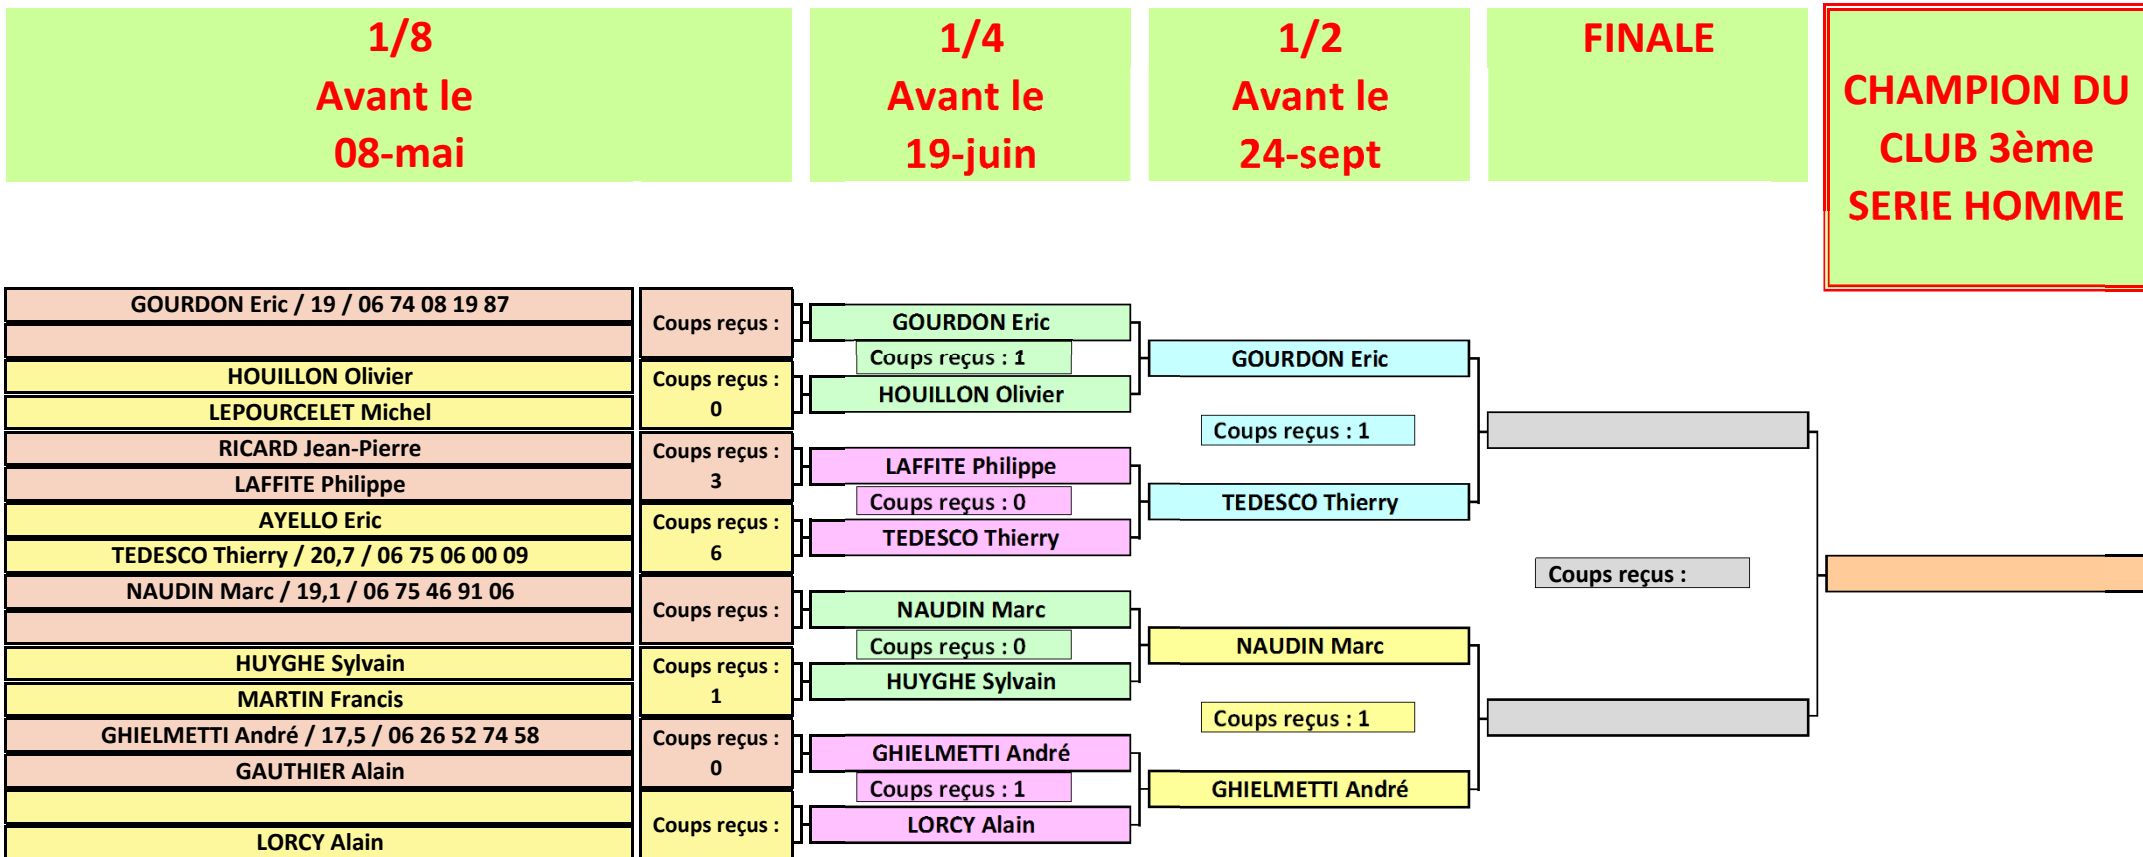 1/8
Avant le
08-mai
1/4
Avant le
19-juin
1/2
Avant le
24-sept
FINALE
CHAMPION DU
CLUB 3ème
SERIE HOMME
GOURDON Eric / 19 / 06 74 08 19 87
Coups reçus :
HOUILLON Olivier
LEPOURCELET Michel
Coups reçus :
0
RICARD Jean-Pierre
LAFFITE Philippe
Coups reçus :
3
AYELLO Eric
TEDESCO Thierry / 20,7 / 06 75 06 00 09
Coups reçus :
6
NAUDIN Marc / 19,1 / 06 75 46 91 06
Coups reçus :
HUYGHE Sylvain
MARTIN Francis
Coups reçus :
1
GHIELMETTI André / 17,5 / 06 26 52 74 58
GAUTHIER Alain
Coups reçus :
0
LORCY Alain
Coups reçus :
GOURDON Eric
Coups reçus : 1
HOUILLON Olivier
LAFFITE Philippe
Coups reçus : 0
TEDESCO Thierry
NAUDIN Marc
Coups reçus : 0
HUYGHE Sylvain
GHIELMETTI André
Coups reçus : 1
LORCY Alain
GOURDON Eric
Coups reçus : 1
TEDESCO Thierry
NAUDIN Marc
Coups reçus : 1
GHIELMETTI André
Coups reçus :